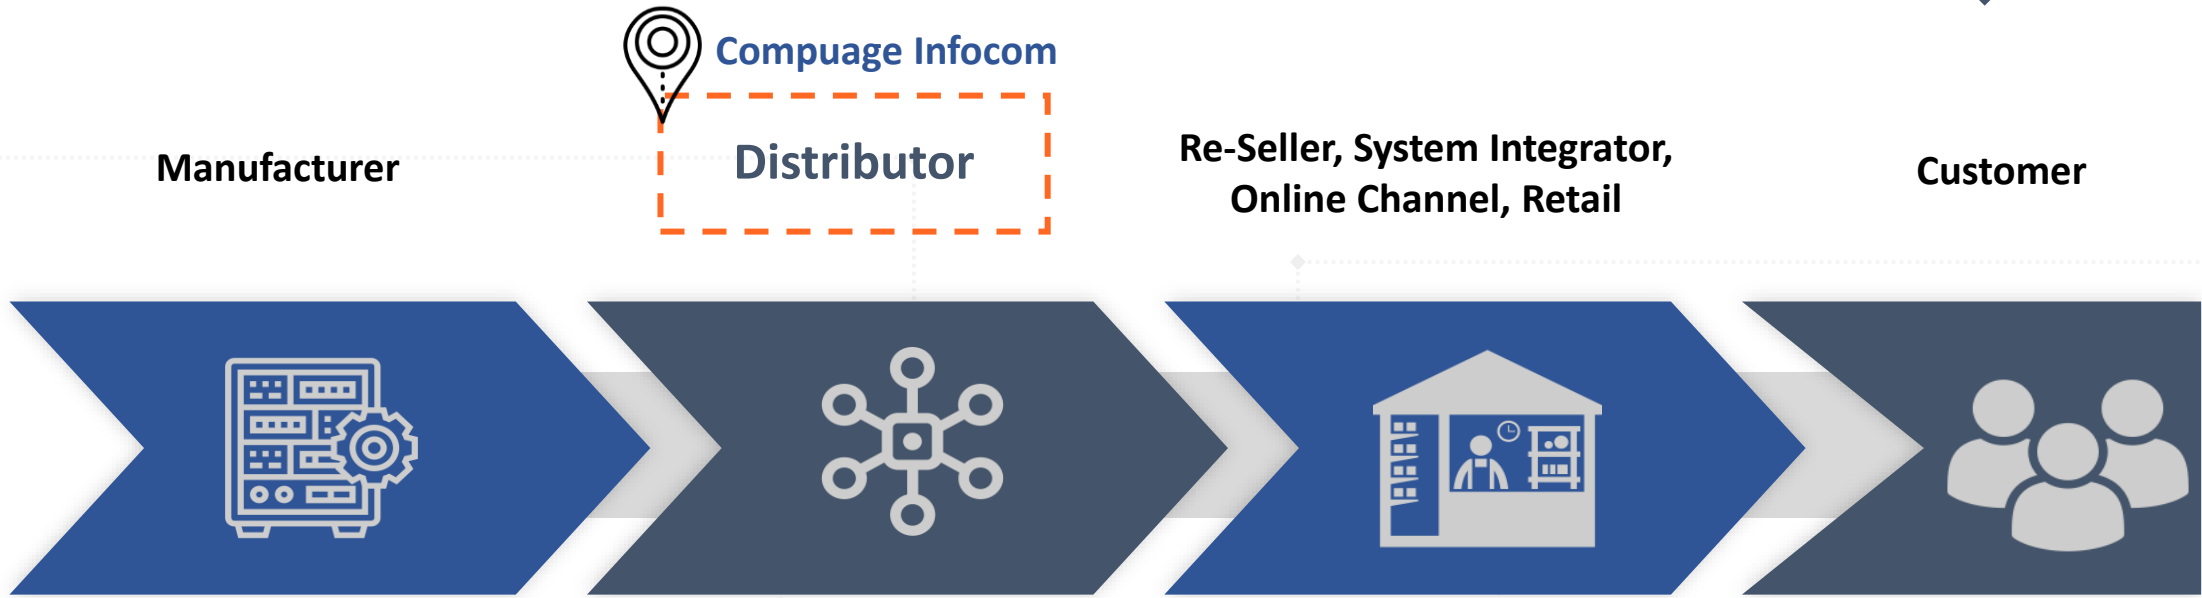 Compuage Infocom
Manufacturer
Distributor
Re-Seller, System Integrator,
Online Channel, Retail
Customer